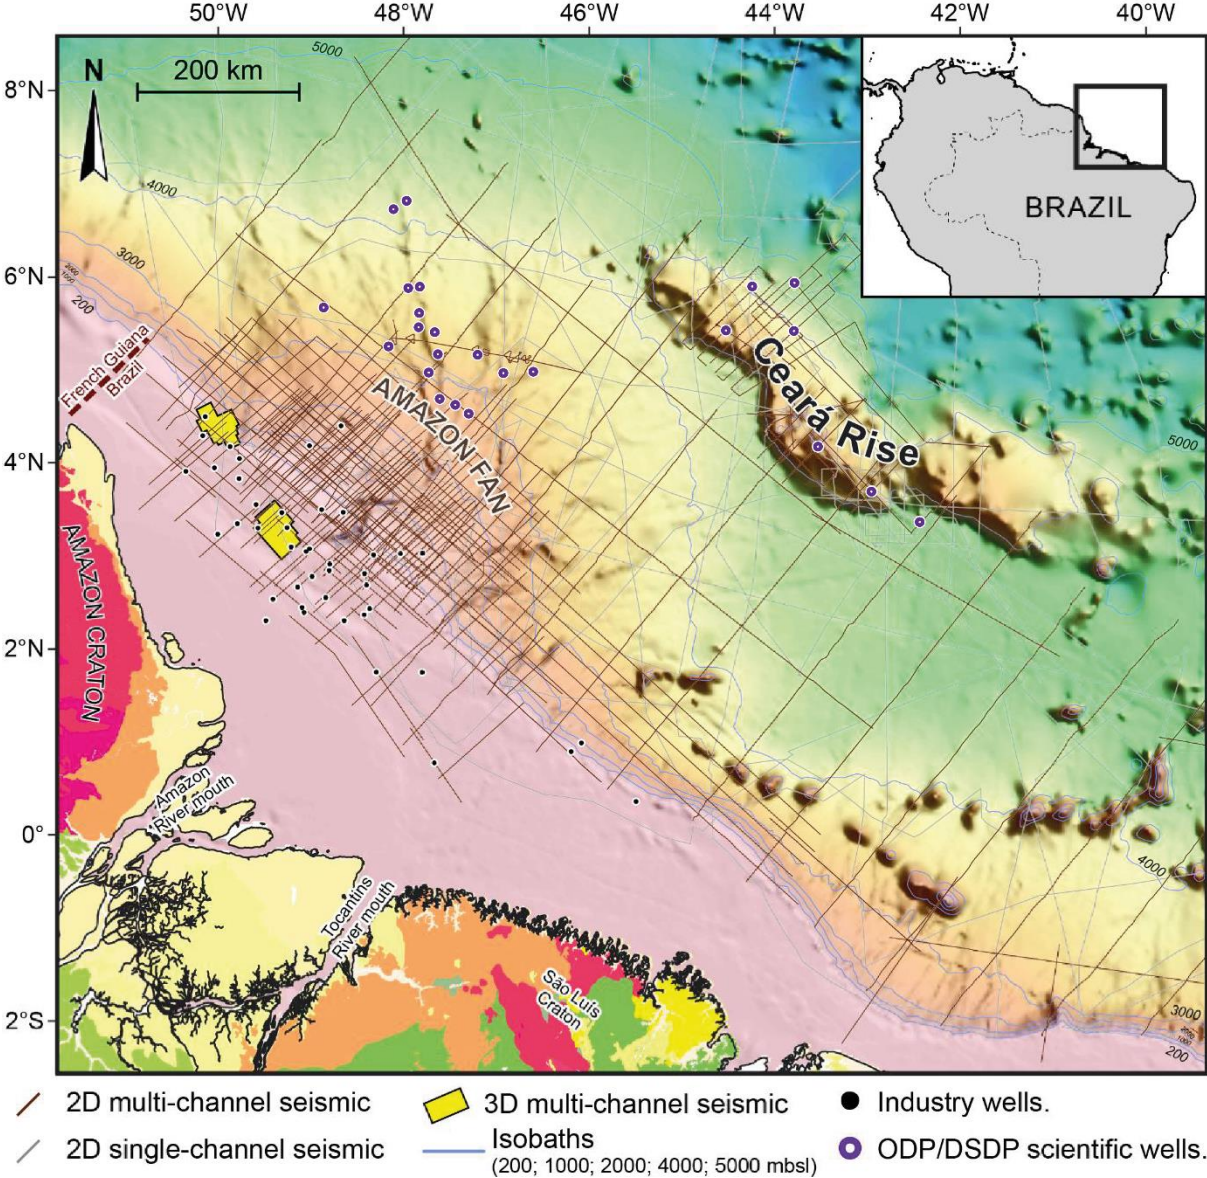 50°W 48°W 46°W 44°W 42°W 40°W
8°N
6°N
4°N
2°N
0°
2°S
N
200 km
5000
4000
3000
200
BRAZIL
French Guiana
Brazil
AMAZON FAN
Ceará Rise
5000
AMAZON CRATON
Amazon
River mouth
Tocantins
River mouth
São Luís
Craton
4000
3000
2000
1000
200
2D multi-channel seismic
3D multi-channel seismic
Industry wells.
2D single-channel seismic
Isobaths
(200; 1000; 2000; 4000; 5000 mbsl)
ODP/DSDP scientific wells.